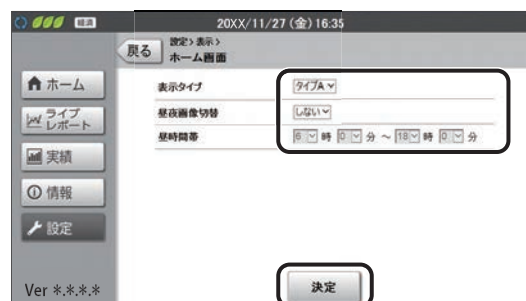 経済
20XX/11/27 (金) 16:35
戻る
設定>表示>
ホーム画面
ホーム
ライブ
レポート
実績
情報
設定
表示タイプ タイプA
昼夜画像切替 しない
昼時間帯 6 時 0 分 ~ 18 時 0 分
決定
Ver *.*.*.*